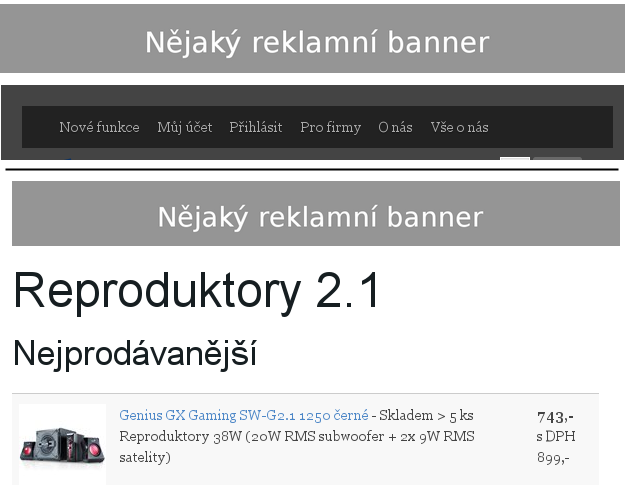 Nějaký reklamní banner
Nové funkce Můj účet Přihlásit Pro firmy O nás Vše o nás
Nějaký reklamní banner
Reproduktory 2.1
Nejprodávanější
Genius GX Gaming SW-G2.1 1250 černé - Skladem > 5 ks 743,-
Reproduktory 38W (20W RMS subwoofer + 2x 9W RMS s DPH
satelity) 899,-